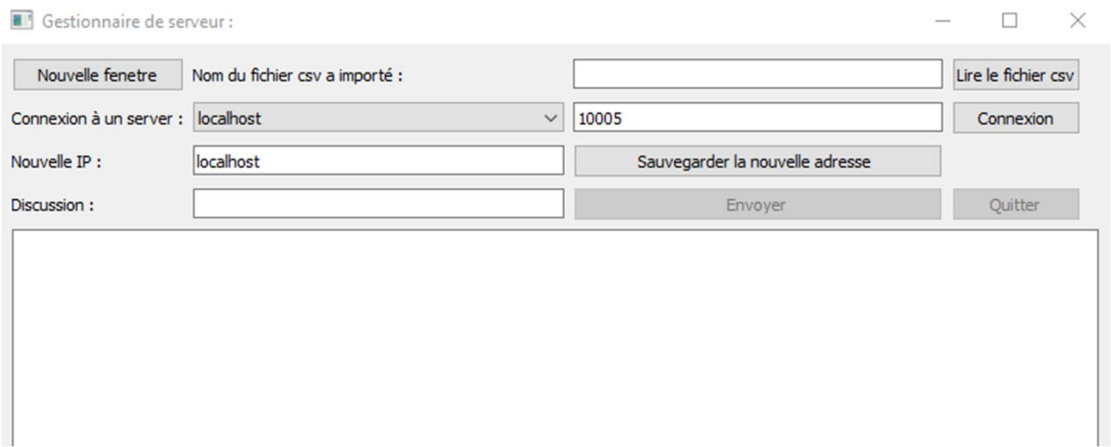 Gestionnaire de serveur :
Nouvelle fenetre Nom du fichier csv a importé : Lire le fichier csv
Connexion à un server : localhost 10005 Connexion
Nouvelle IP : localhost Sauvegarder la nouvelle adresse
Discussion : Envoyer Quitter